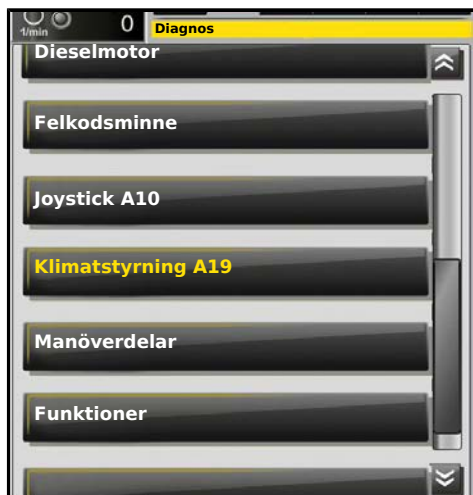 1/min
0
Diagnos
Dieselmotor
Felkodsminne
Joystick A10
Klimatstyrning A19
Manöverdelar
Funktioner